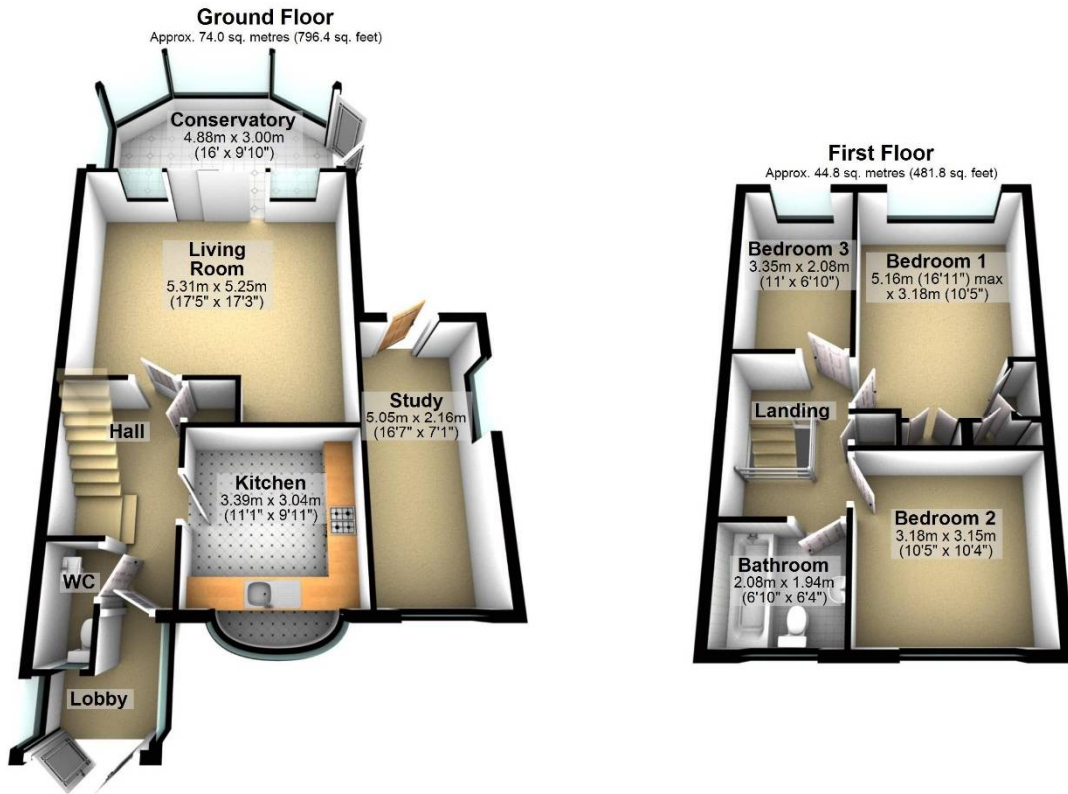 Ground Floor
Approx. 74.0 sq. metres (796.4 sq. feet)
Conservatory
4.88m x 3.00m
(16' x 9'10")
Living
Room
5.31m x 5.25m
(17'5" x 17'3")
Study
5.05m x 2.16m
(16'7" x 7'1")
Hall
Kitchen
3.39m x 3.04m
(11'1" x 9'11")
WC
Lobby
First Floor
Approx. 44.8 sq. metres (481.8 sq. feet)
Bedroom 3
3.35m x 2.08m
(11' x 6'10")
Bedroom 1
5.16m (16'11") max
x 3.18m (10'5")
Landing
Bedroom 2
3.18m x 3.15m
(10'5" x 10'4")
Bathroom
2.08m x 1.94m
(6'10" x 6'4")